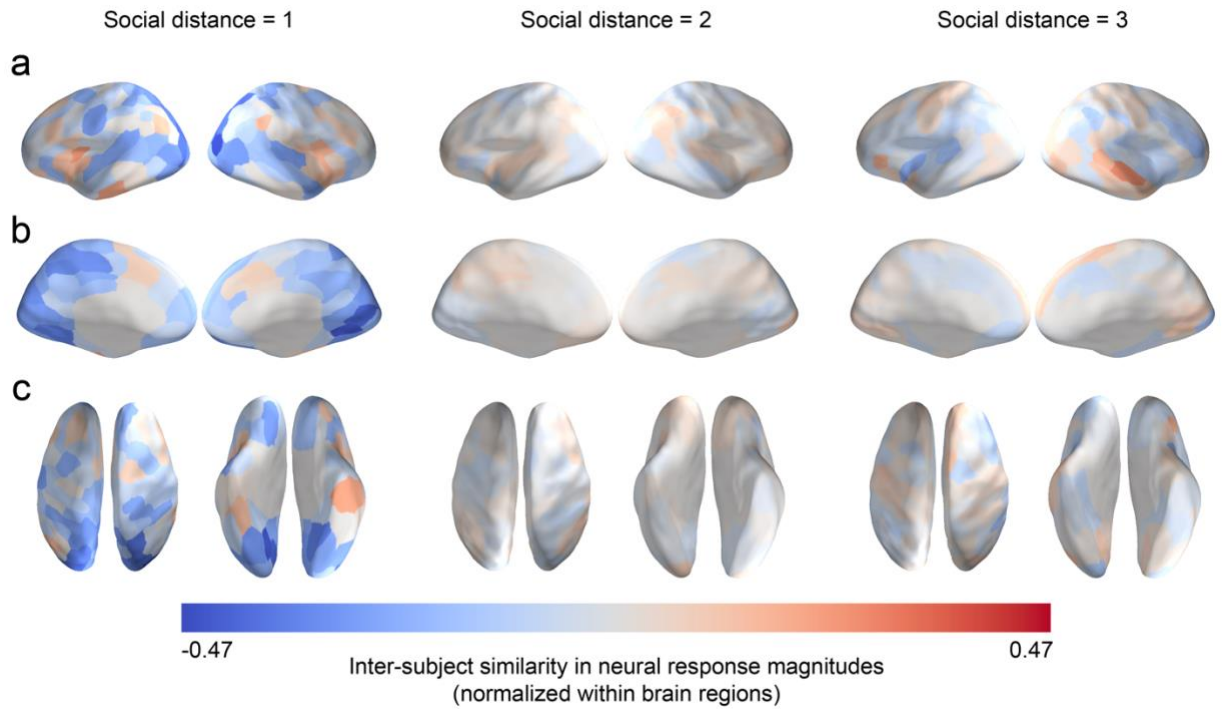 Social distance = 1
Social distance = 2
Social distance = 3
a
b
c
-0.47
0.47
Inter-subject similarity in neural response magnitudes
(normalized within brain regions)